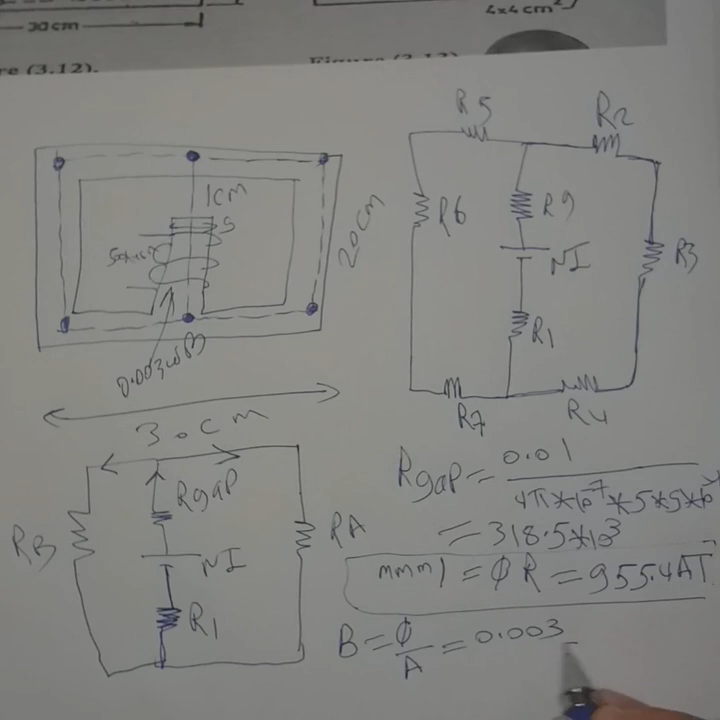 30cm
4x4 cm²
re (3.12).
1cm
S
20cm
0.003wB
30cm
R5
R2
R6
R9
NI
R3
R1
R7
R4
Rgap
RB
RA
NI
R1
Rgap = 0.01
4π*10⁻⁷*5*5*10
= 318.5*10³
mmm1 = ϕR = 955.4AT
B = ϕ/A = 0.003